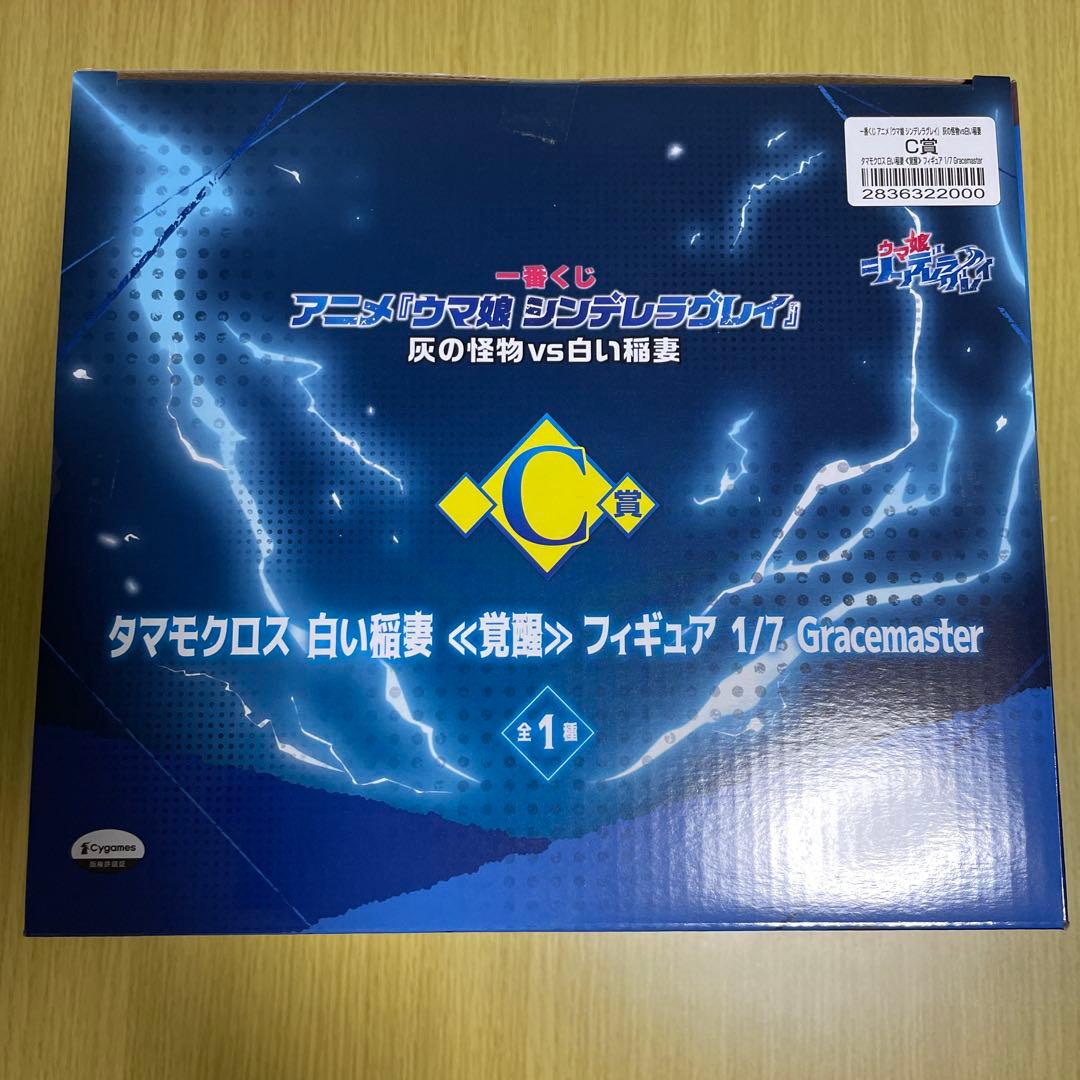 一番くじ アニメ『ウマ娘 シンデレラグレイ』 灰の怪物vs白い稲妻
C賞
タマモクロス 白い稲妻 ≪覚醒≫ フィギュア 1/7 Gracemaster
2836322000
ウマ娘
シンデレラグレイ
一番くじ
アニメ『ウマ娘 シンデレラグレイ』
灰の怪物vs白い稲妻
C賞
タマモクロス 白い稲妻 ≪覚醒≫ フィギュア 1/7 Gracemaster
全1種
Cygames
版権許諾証